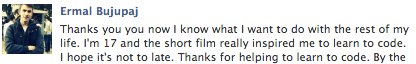 Ermal Bujupaj
Thanks you you now I know what I want to do with the rest of my
life. I'm 17 and the short film really inspired me to learn to code.
I hope it's not to late. Thanks for helping to learn to code. By the